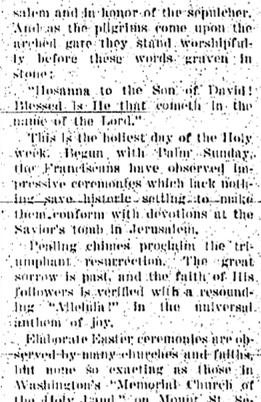 salem and in honor of the sepulcher.
And as the pilgrims come upon the
arched gate they stand worshipful-
ly before these words graven in
stone:
"Hosanna to the Son of David!
Blessed is He that cometh in the
name of the Lord."
This is the holiest day of the Holy
week. Begun with Palm Sunday,
the Franciscans have observed im-
pressive ceremonies which lack noth-
ing save historic setting to make
them conform with devotions at the
Savior's tomb in Jerusalem.
Pealing chimes proclaim the tri-
umphant resurrection. The great
sorrow is past, and the faith of His
followers is verified with a resound-
ing "Alleluia!" in the universal
anthem of joy.
Elaborate Easter ceremonies are ob-
served by many churches and faiths,
but none so exacting as those in
Washington's "Memorial Church of
the Holy Land" on Mount St. Se-